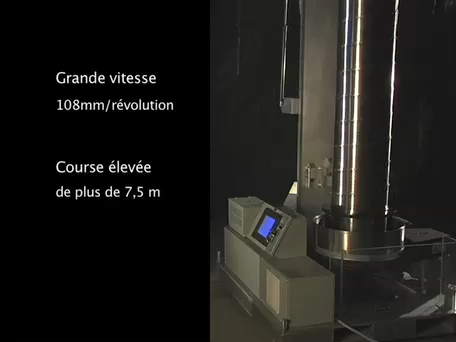 Grande vitesse
108mm/révolution
Course élevée
de plus de 7,5 m